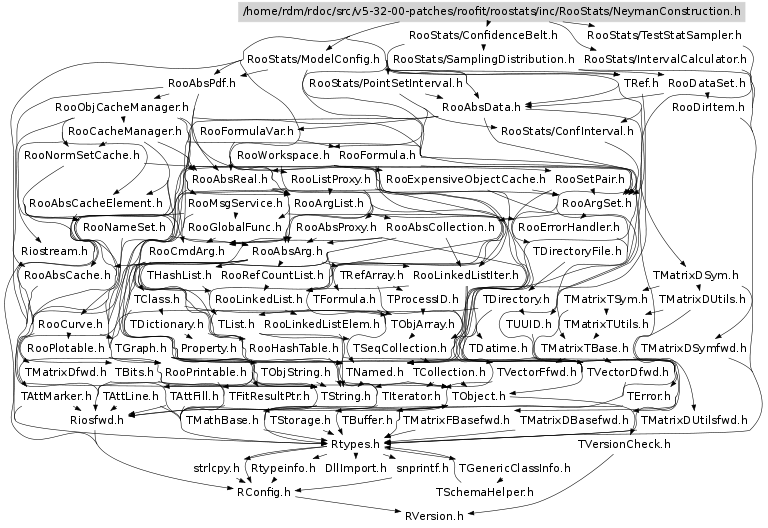 /home/rdm/rdoc/src/v5-32-00-patches/roofit/roostats/inc/RooStats/NeymanConstruction.h
RooStats/ConfidenceBelt.h RooStats/TestStatSampler.h
RooStats/ModelConfig.h RooStats/SamplingDistribution.h RooStats/IntervalCalculator.h
RooAbsPdf.h RooStats/PointSetInterval.h TRef.h RooDataSet.h
RooObjCacheManager.h RooAbsData.h RooDirItem.h
RooCacheManager.h RooFormulaVar.h RooStats/ConfInterval.h
RooNormSetCache.h RooWorkspace.h RooFormula.h
RooAbsReal.h RooListProxy.h RooExpensiveObjectCache.h RooSetPair.h
RooAbsCacheElement.h RooMsgService.h RooArgList.h RooArgSet.h
RooNameSet.h RooGlobalFunc.h RooAbsProxy.h RooAbsCollection.h RooErrorHandler.h
Riostream.h RooCmdArg.h RooAbsArg.h TDirectoryFile.h
RooAbsCache.h THashList.h RooRefCountList.h TRefArray.h RooLinkedListIter.h TMatrixDSym.h
TClass.h RooLinkedList.h TFormula.h TProcessID.h TDirectory.h TMatrixTSym.h TMatrixDUtils.h
RooCurve.h TDictionary.h TList.h RooLinkedListElem.h TObjArray.h TUUID.h TMatrixTUtils.h
RooPlotable.h TGraph.h Property.h RooHashTable.h TSeqCollection.h TDatime.h TMatrixTBase.h TMatrixDSymfwd.h
TMatrixDfwd.h TBits.h RooPrintable.h TObjString.h TNamed.h TCollection.h TVectorFfwd.h TVectorDfwd.h
TAttMarker.h TAttLine.h TAttFill.h TFitResultPtr.h TString.h TIterator.h TObject.h TError.h
Riosfwd.h TMathBase.h TStorage.h TBuffer.h TMatrixFBasefwd.h TMatrixDBasefwd.h TMatrixDUtilsfwd.h
Rtypes.h TVersionCheck.h
strlcpy.h Rtypeinfo.h DllImport.h snprintf.h TGenericClassInfo.h
RConfig.h TSchemaHelper.h
RVersion.h